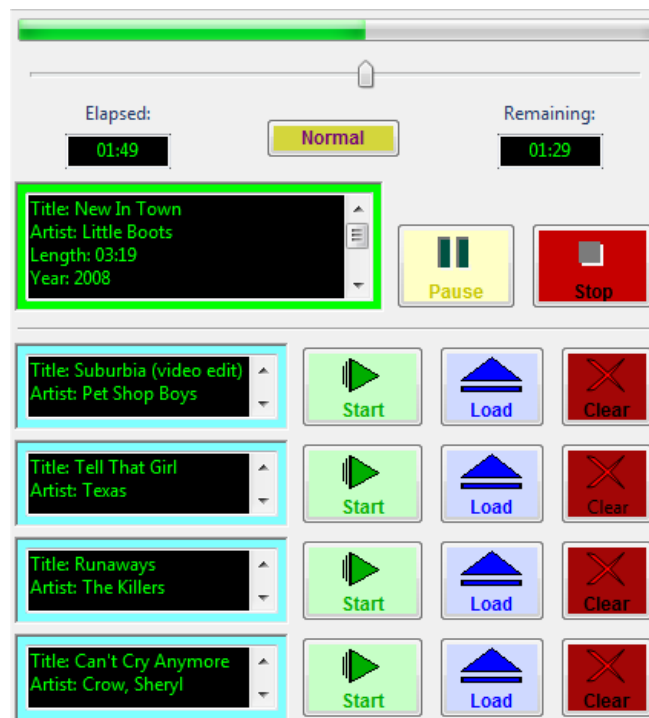 Elapsed:
Remaining:
01:49
Normal
01:29
Title: New In Town
Artist: Little Boots
Length: 03:19
Year: 2008
Pause
Stop
Title: Suburbia (video edit)
Artist: Pet Shop Boys
Start
Load
Clear
Title: Tell That Girl
Artist: Texas
Start
Load
Clear
Title: Runaways
Artist: The Killers
Start
Load
Clear
Title: Can't Cry Anymore
Artist: Crow, Sheryl
Start
Load
Clear